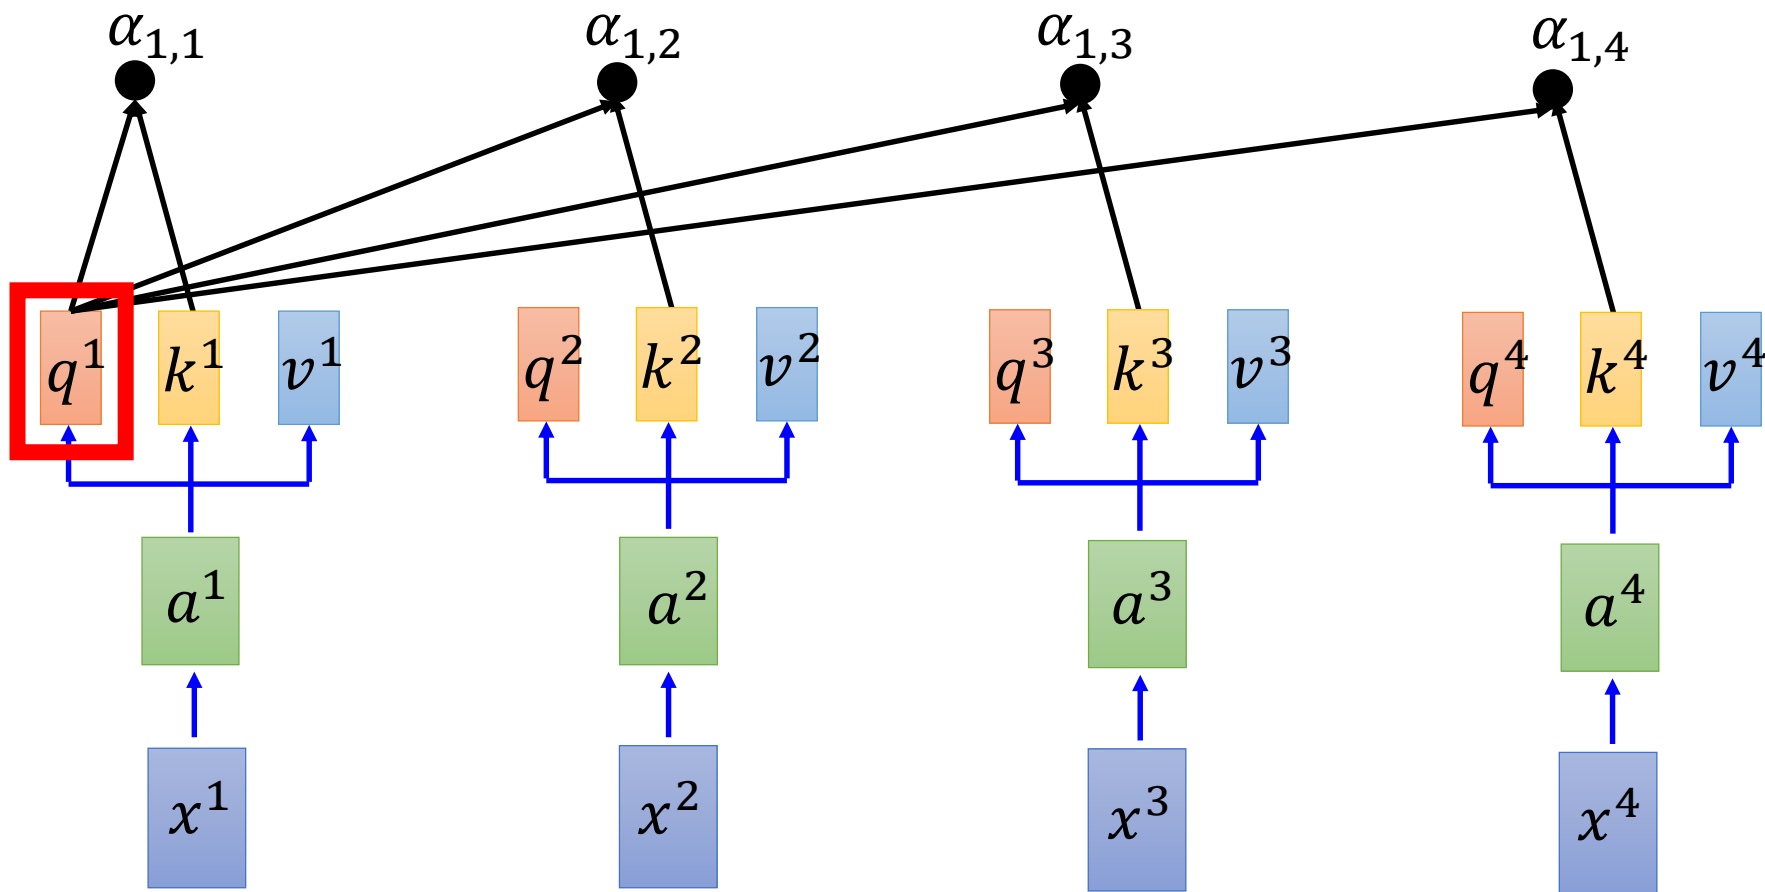 α₁,₁ α₁,₂ α₁,₃ α₁,₄
q¹ k¹ v¹ q² k² v² q³ k³ v³ q⁴ k⁴ v⁴
a¹ a² a³ a⁴
x¹ x² x³ x⁴